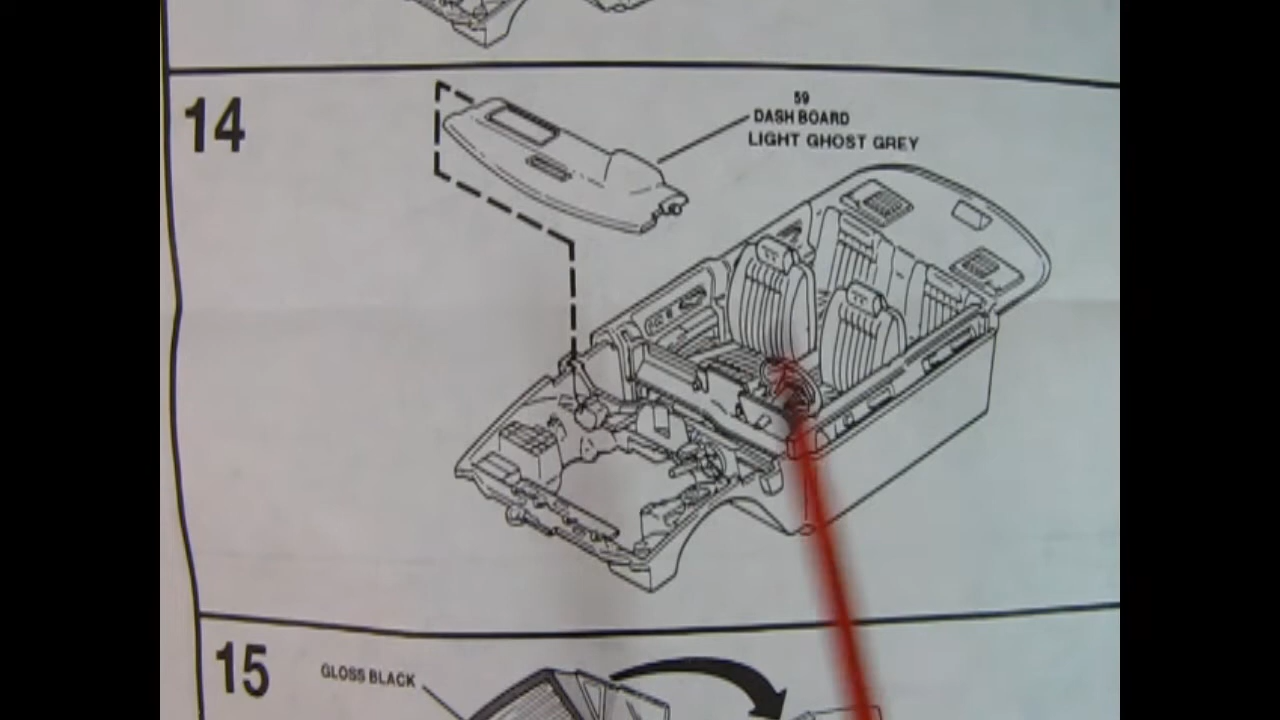 14
59
DASH BOARD
LIGHT GHOST GREY
15
GLOSS BLACK